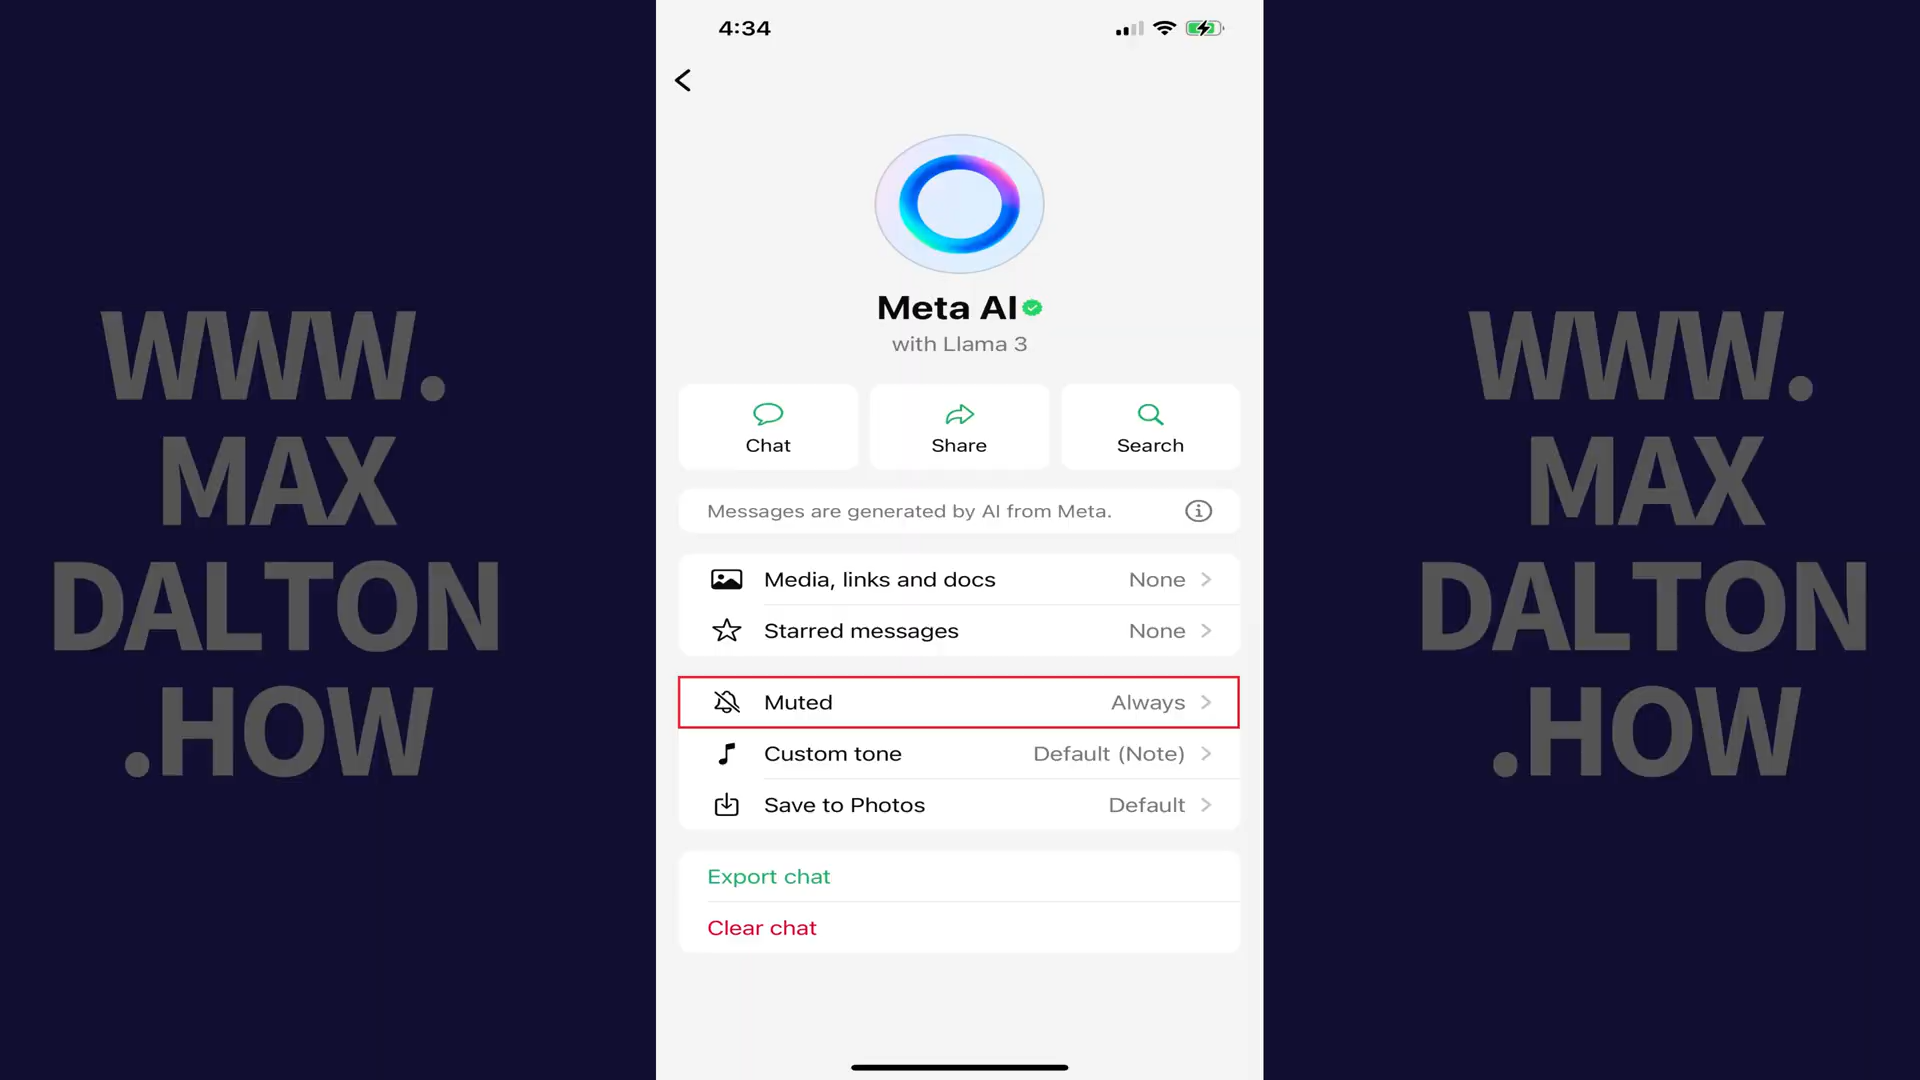 4:34
Meta AI
with Llama 3
Chat
Share
Search
Messages are generated by AI from Meta.
Media, links and docs None
Starred messages None
Muted Always
Custom tone Default (Note)
Save to Photos Default
Export chat
Clear chat
WWW.
MAX
DALTON
.HOW
WWW.
MAX
DALTON
.HOW